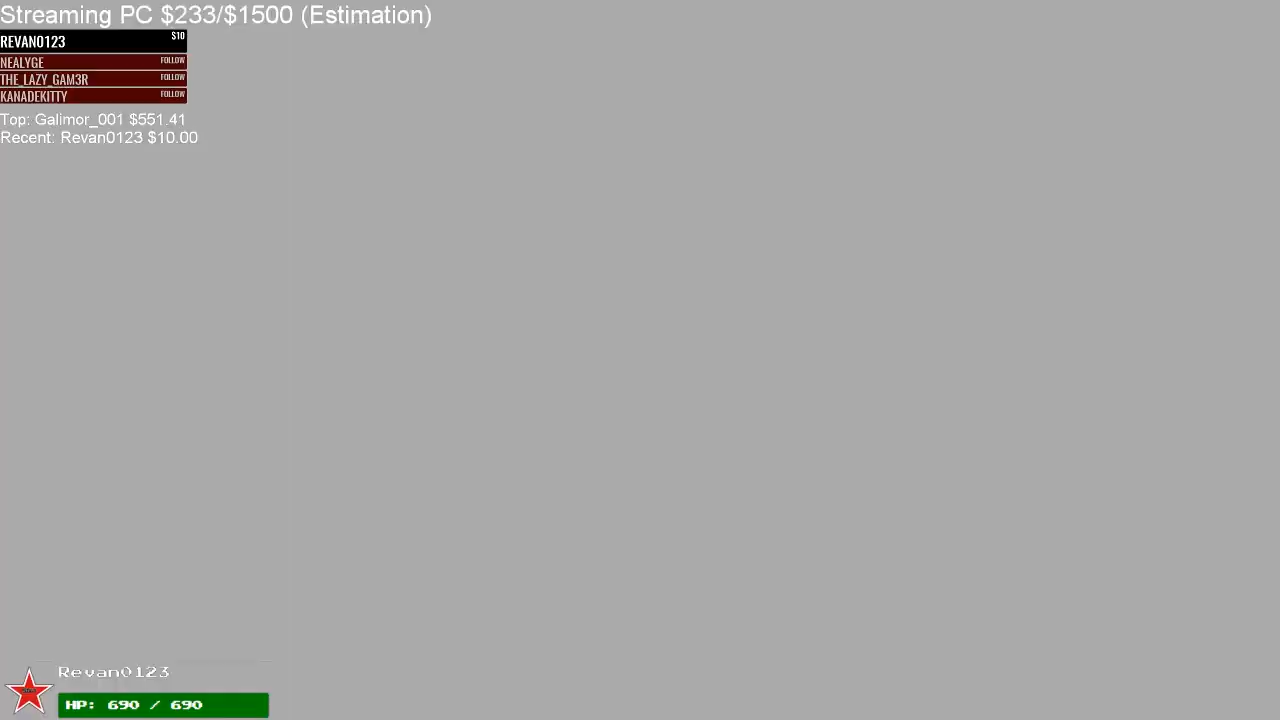 Streaming PC $233/$1500 (Estimation)
REVAN0123 $10
NEALYGE FOLLOW
THE_LAZY_GAM3R FOLLOW
KANADEKITTY FOLLOW
Top: Galimor_001 $551.41
Recent: Revan0123 $10.00
Revan0123
HP: 690 / 690